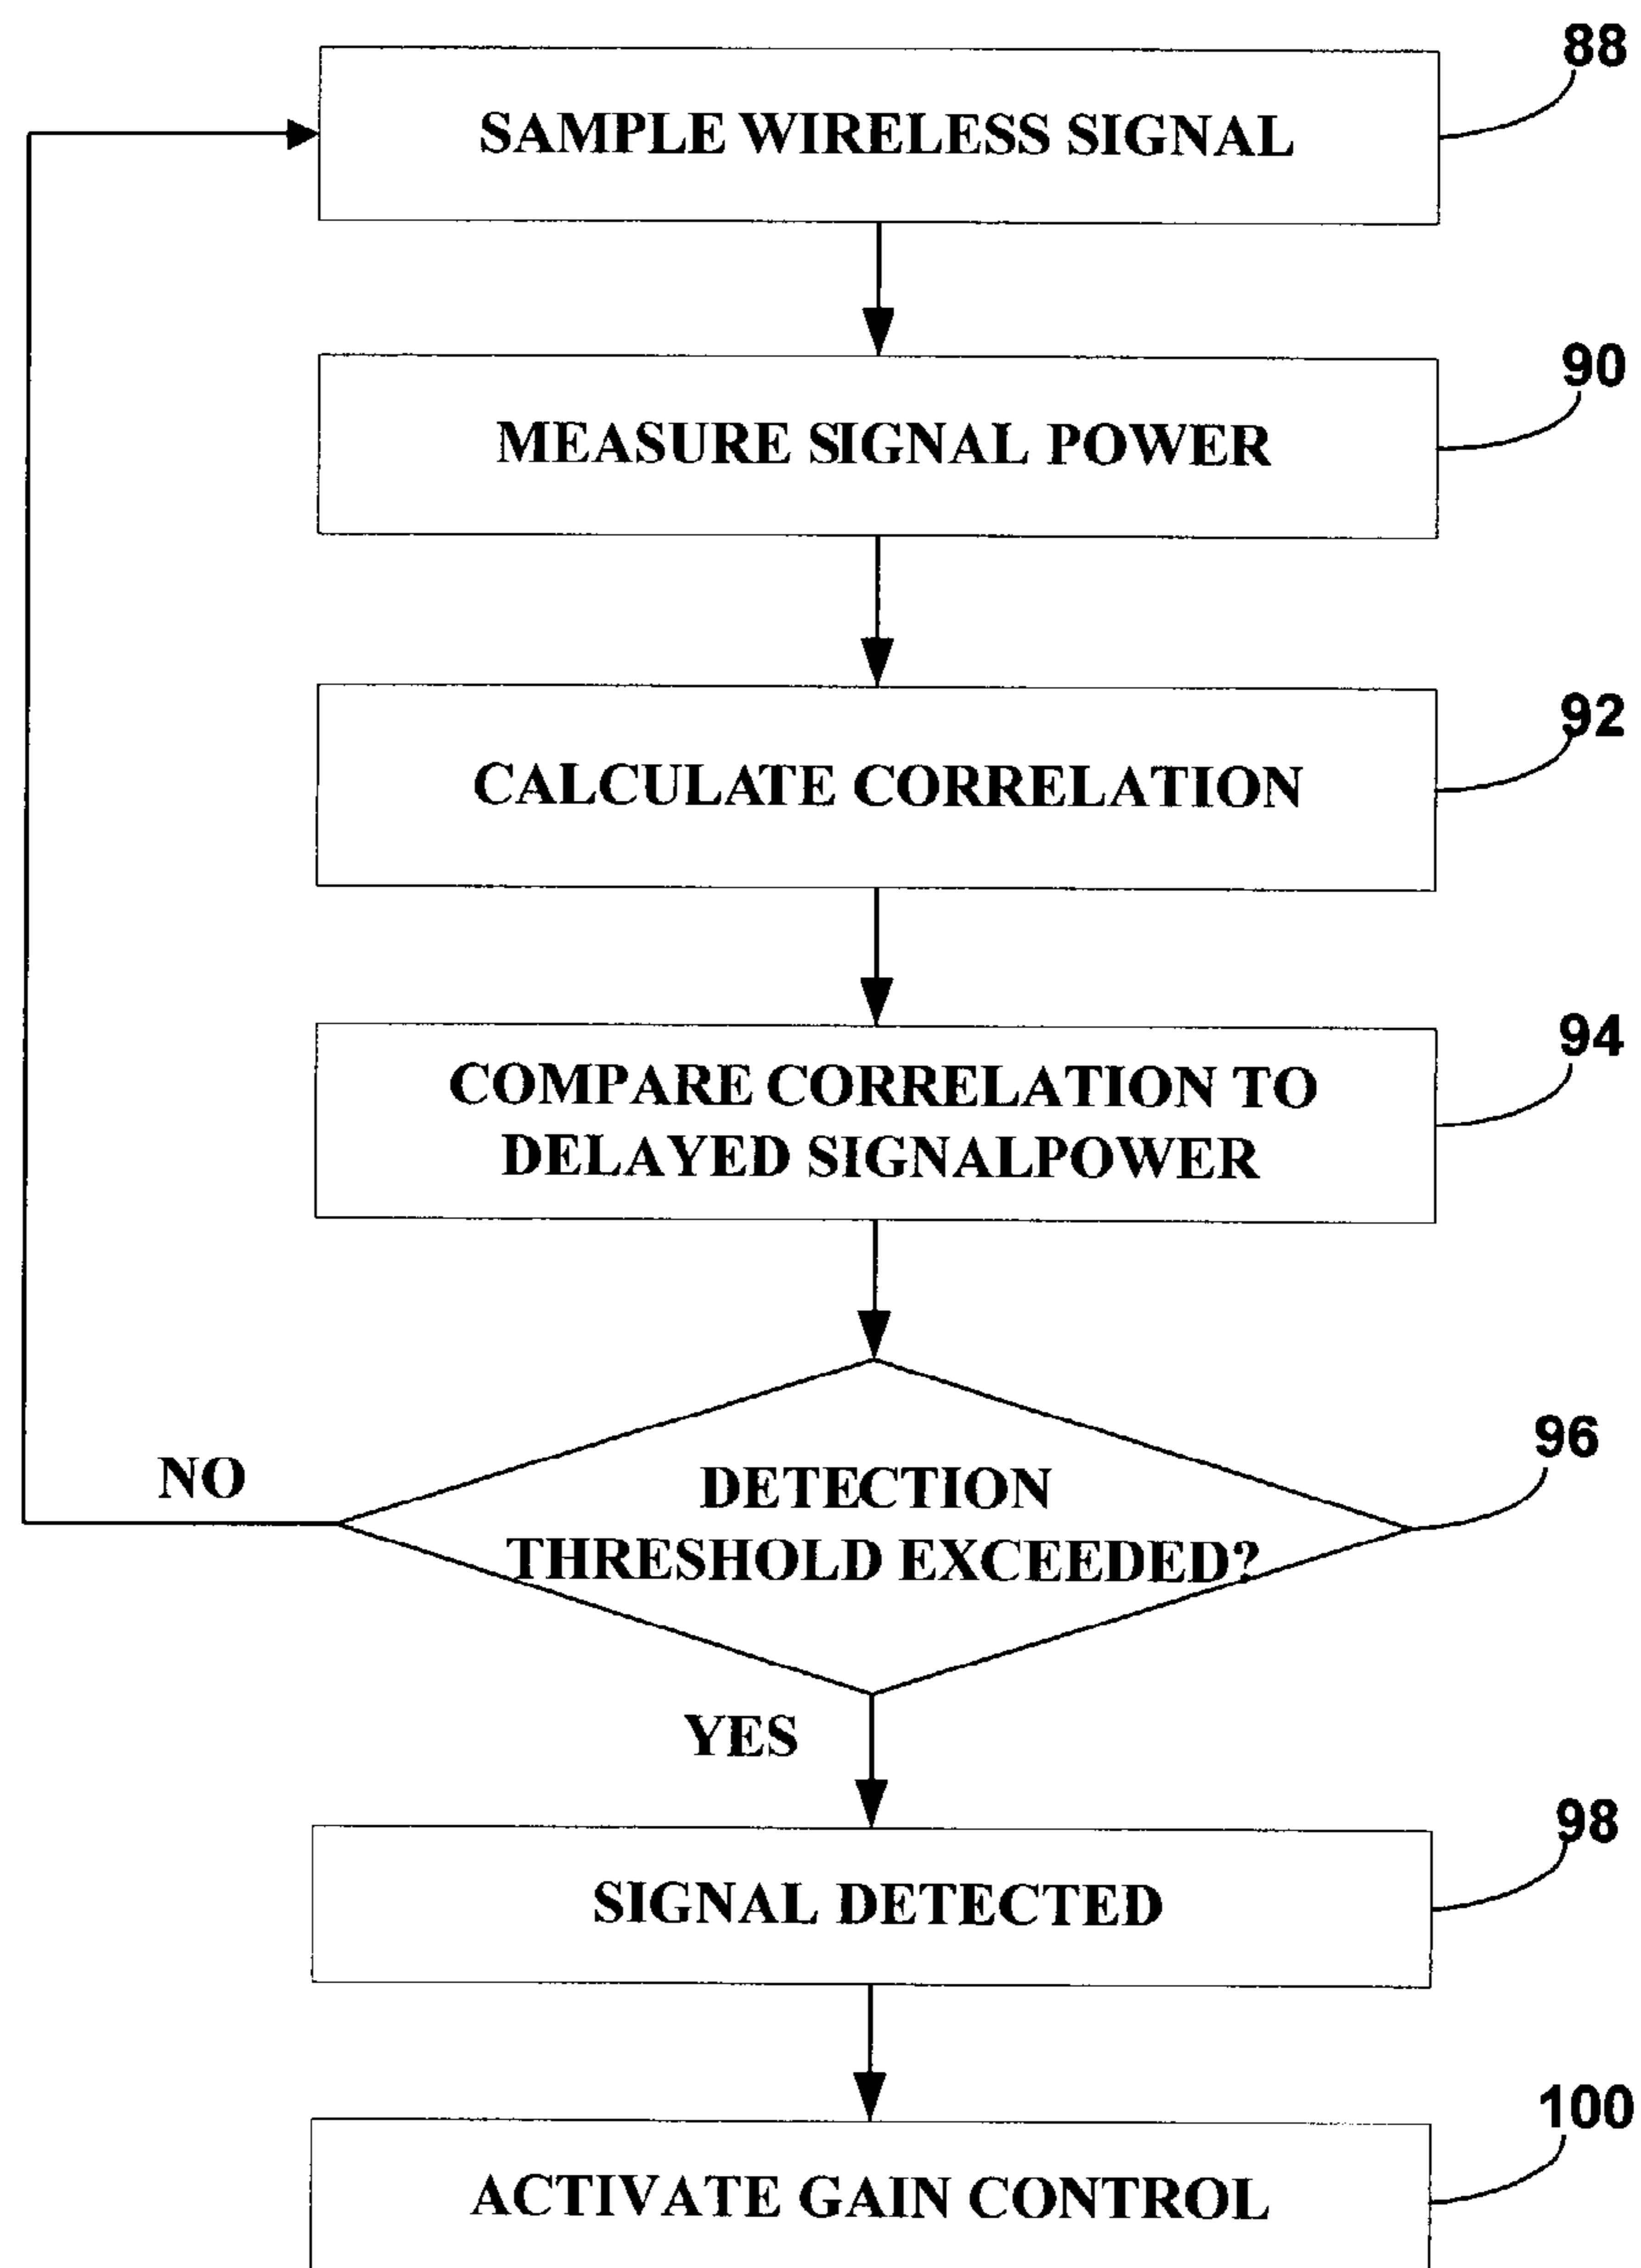 88
SAMPLE WIRELESS SIGNAL
90
MEASURE SIGNAL POWER
92
CALCULATE CORRELATION
94
COMPARE CORRELATION TO
DELAYED SIGNALPOWER
96
DETECTION
THRESHOLD EXCEEDED?
NO
YES
98
SIGNAL DETECTED
100
ACTIVATE GAIN CONTROL